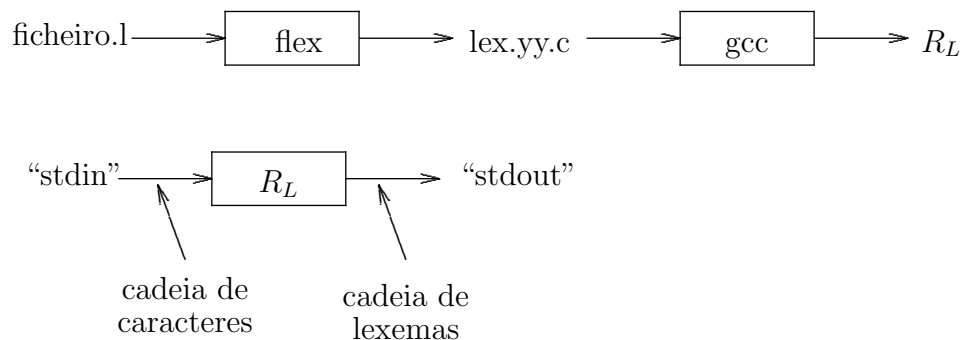 ficheiro.l flex lex.yy.c gcc R_L
“stdin” R_L “stdout”
cadeia de
caracteres
cadeia de
lexemas